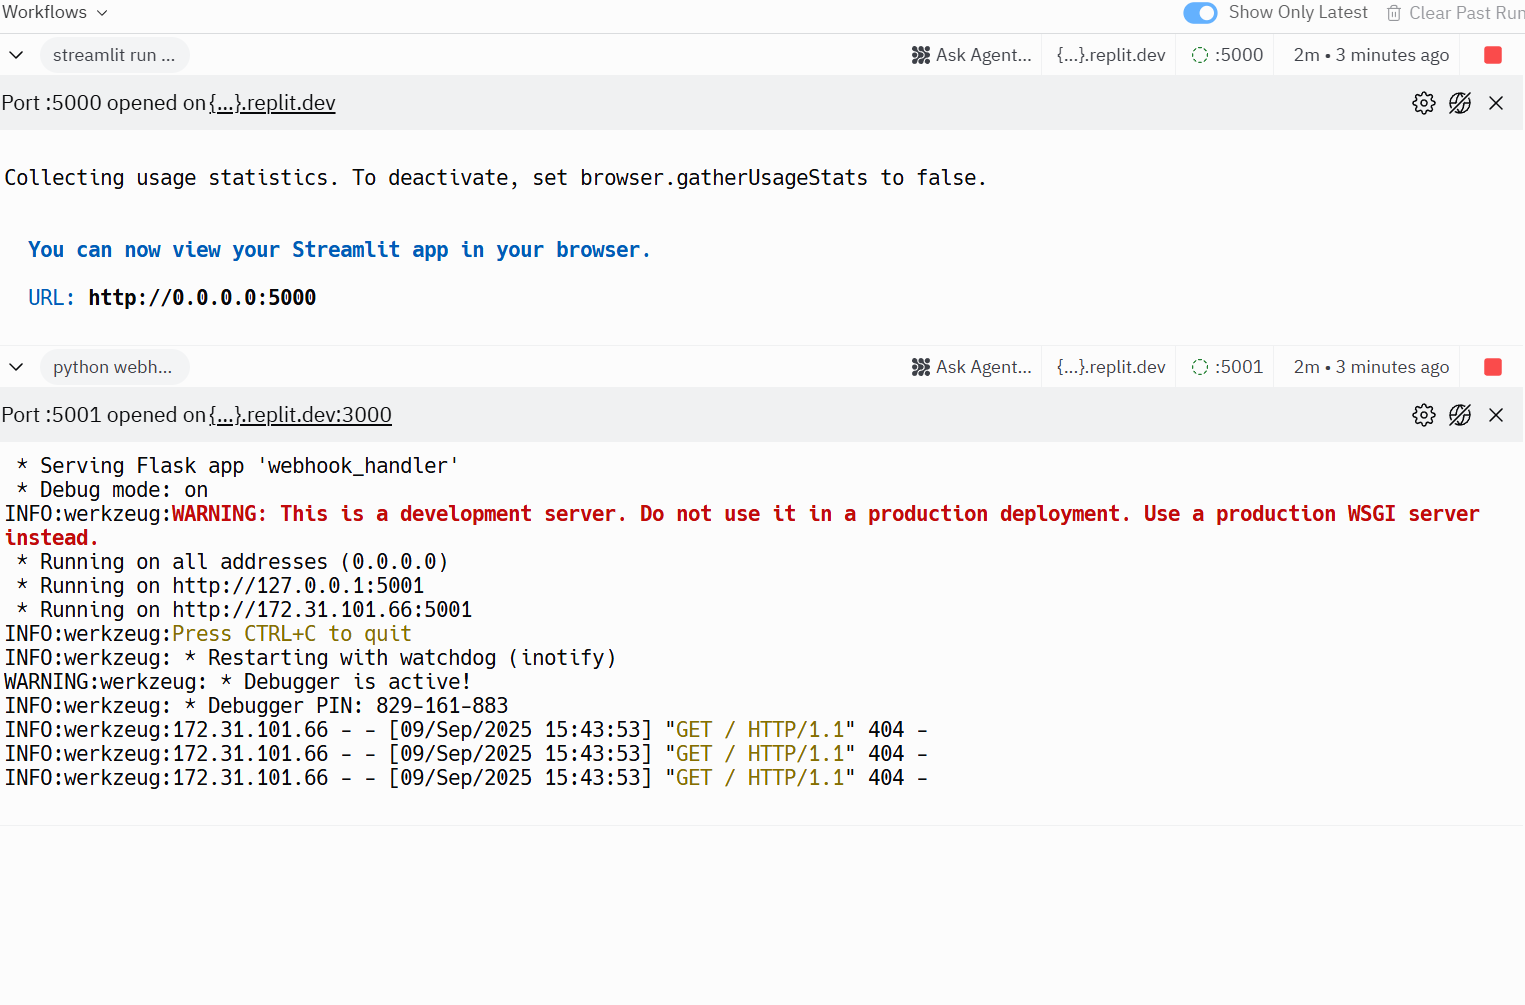 Workflows
Show Only Latest
Clear Past Run
streamlit run ...
Ask Agent...
{...}.replit.dev
:5000
2m • 3 minutes ago
Port :5000 opened on {...}.replit.dev
Collecting usage statistics. To deactivate, set browser.gatherUsageStats to false.
You can now view your Streamlit app in your browser.
URL: http://0.0.0.0:5000
python webh...
Ask Agent...
{...}.replit.dev
:5001
2m • 3 minutes ago
Port :5001 opened on {...}.replit.dev:3000
* Serving Flask app 'webhook_handler'
* Debug mode: on
INFO:werkzeug:WARNING: This is a development server. Do not use it in a production deployment. Use a production WSGI server
instead.
* Running on all addresses (0.0.0.0)
* Running on http://127.0.0.1:5001
* Running on http://172.31.101.66:5001
INFO:werkzeug:Press CTRL+C to quit
INFO:werkzeug: * Restarting with watchdog (inotify)
WARNING:werkzeug: * Debugger is active!
INFO:werkzeug: * Debugger PIN: 829-161-883
INFO:werkzeug:172.31.101.66 - - [09/Sep/2025 15:43:53] "GET / HTTP/1.1" 404 -
INFO:werkzeug:172.31.101.66 - - [09/Sep/2025 15:43:53] "GET / HTTP/1.1" 404 -
INFO:werkzeug:172.31.101.66 - - [09/Sep/2025 15:43:53] "GET / HTTP/1.1" 404 -